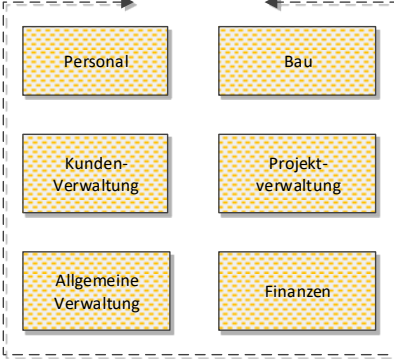 Personal
Bau
Kunden-
Verwaltung
Projekt-
verwaltung
Allgemeine
Verwaltung
Finanzen